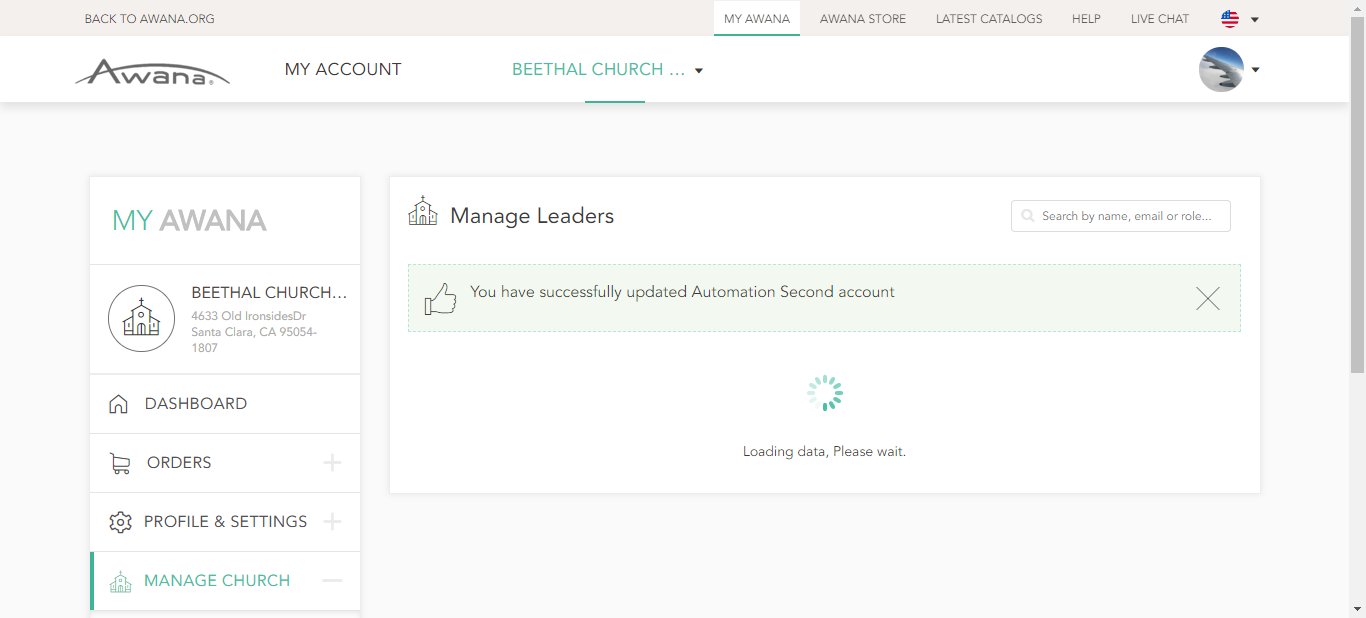 BACK TO AWANA.ORG
MY AWANA
AWANA STORE
LATEST CATALOGS
HELP
LIVE CHAT
Awana®
MY ACCOUNT
BEETHAL CHURCH ...
MY AWANA
BEETHAL CHURCH...
4633 Old IronsidesDr
Santa Clara, CA 95054-
1807
DASHBOARD
ORDERS
PROFILE & SETTINGS
MANAGE CHURCH
Manage Leaders
Search by name, email or role...
You have successfully updated Automation Second account
Loading data, Please wait.